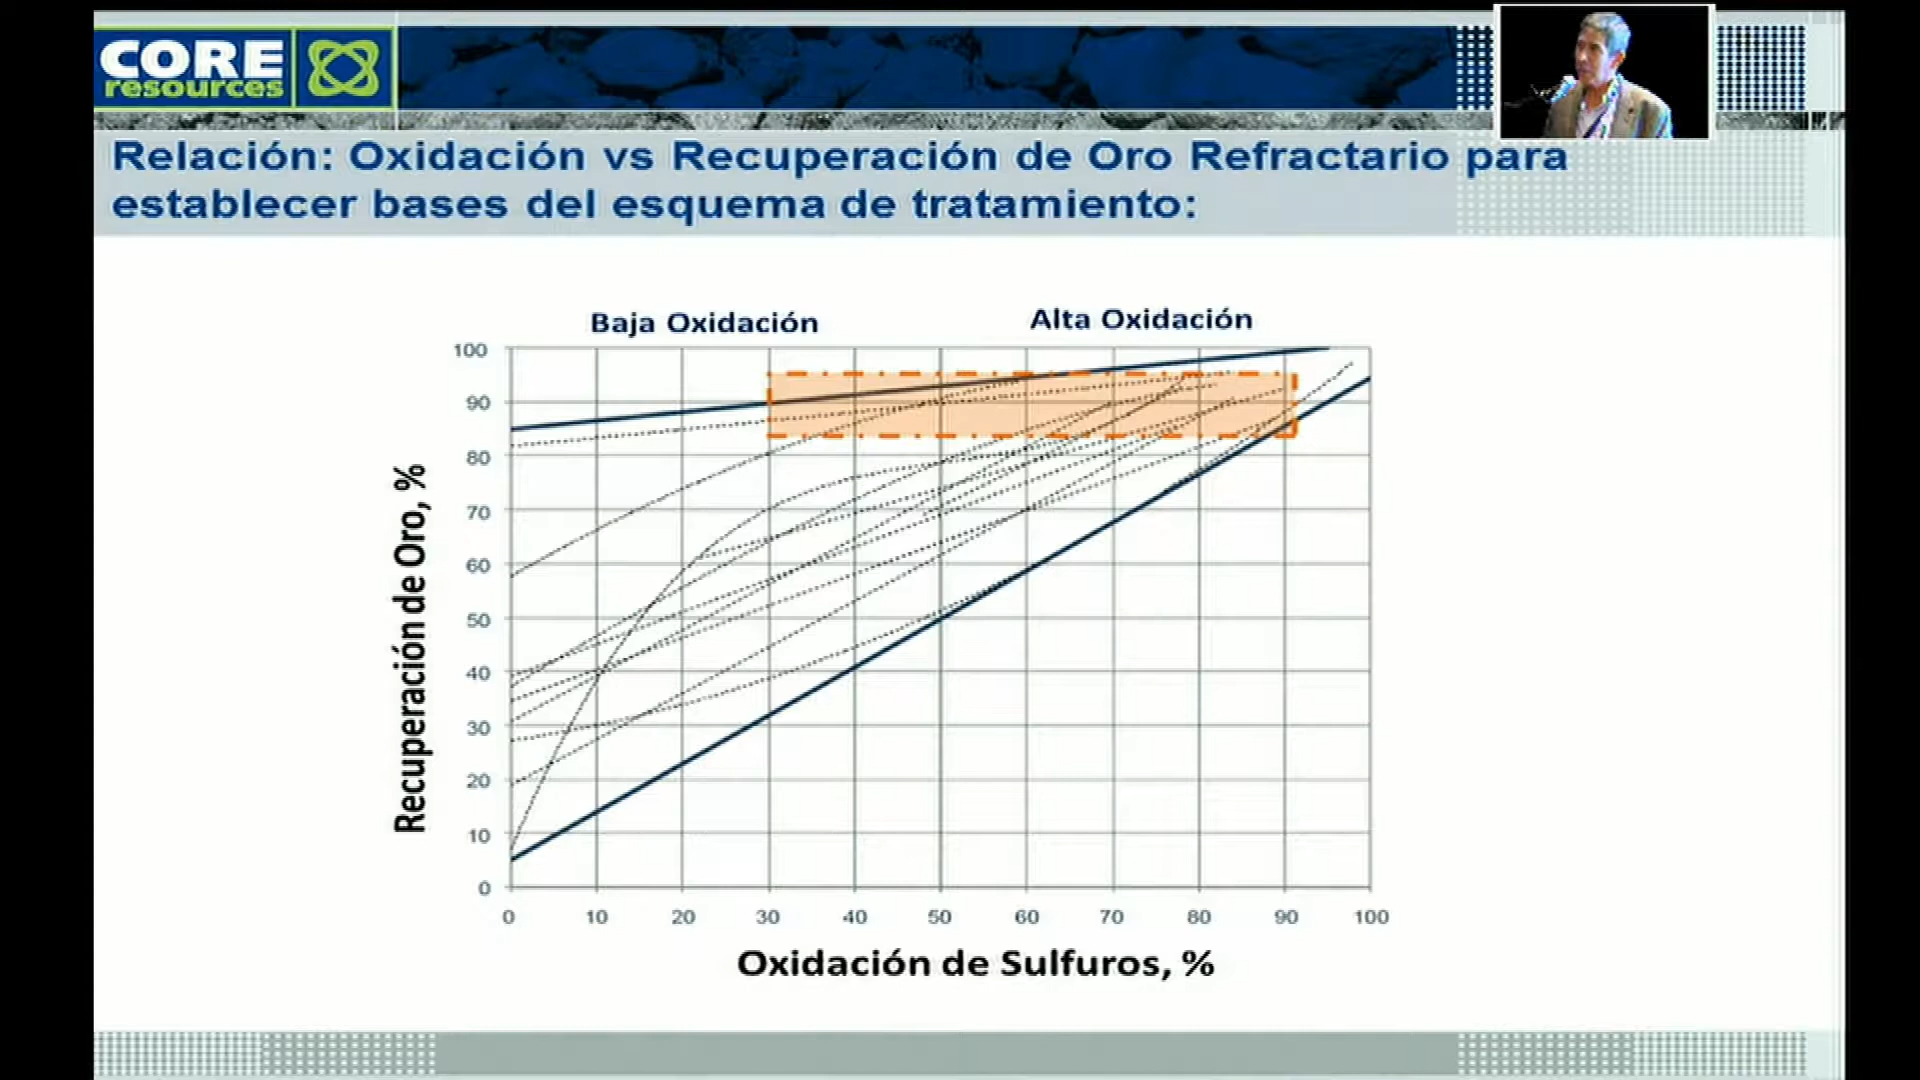 CORE
resources
Relación: Oxidación vs Recuperación de Oro Refractario para
establecer bases del esquema de tratamiento:
Baja Oxidación
Alta Oxidación
100
90
80
70
60
50
40
30
20
10
0
Recuperación de Oro, %
0 10 20 30 40 50 60 70 80 90 100
Oxidación de Sulfuros, %